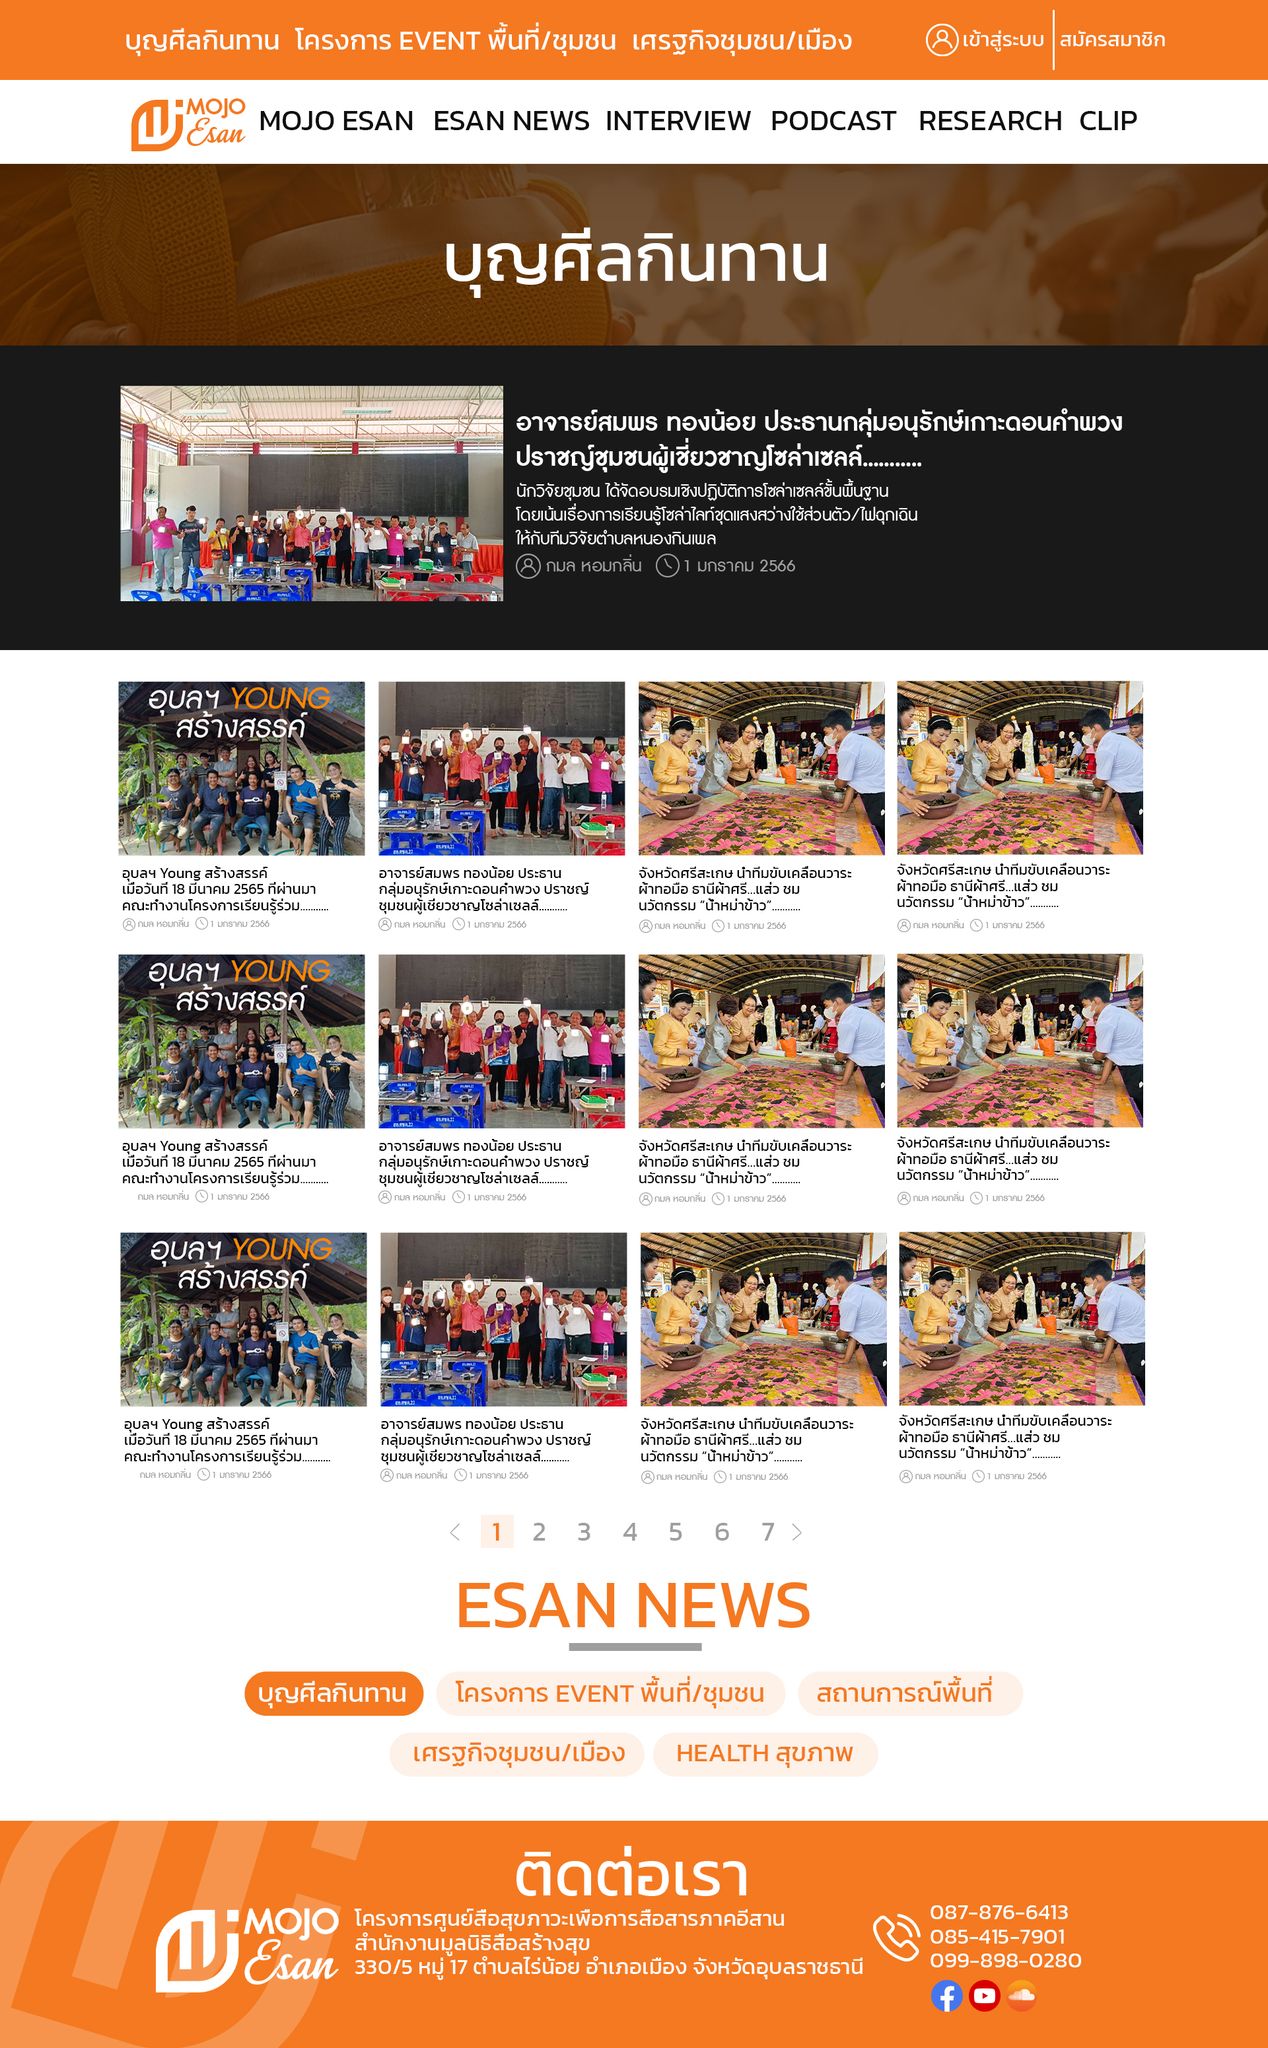 บุญศีลกินทาน โครงการ EVENT พื้นที่/ชุมชน เศรฐกิจชุมชน/เมือง
เข้าสู่ระบบ สมัครสมาชิก
MOJO Esan
MOJO ESAN ESAN NEWS INTERVIEW PODCAST RESEARCH CLIP
บุญศีลกินทาน
อาจารย์สมพร ทองน้อย ประธานกลุ่มอนุรักษ์เกาะดอนคำพวง
ปราชญ์ชุมชนผู้เชี่ยวชาญโซล่าเซลล์...........
นักวิจัยชุมชน ได้จัดอบรมเชิงปฏิบัติการโซล่าเซลล์ขั้นพื้นฐาน
โดยเน้นเรื่องการเรียนรู้โซล่าไลท์ชุดแสงสว่างใช้ส่วนตัว/ไฟฉุกเฉิน
ให้กับทีมวิจัยตำบลหนองกินเพล
กมล หอมกลิ่น 1 มกราคม 2566
อุบลฯ YOUNG
สร้างสรรค์
อุบลฯ Young สร้างสรรค์
เมื่อวันที่ 18 มีนาคม 2565 ที่ผ่านมา
คณะทำงานโครงการเรียนรู้ร่วม...........
กมล หอมกลิ่น 1 มกราคม 2566
อาจารย์สมพร ทองน้อย ประธาน
กลุ่มอนุรักษ์เกาะดอนคำพวง ปราชญ์
ชุมชนผู้เชี่ยวชาญโซล่าเซลล์...........
กมล หอมกลิ่น 1 มกราคม 2566
จังหวัดศรีสะเกษ นำทีมขับเคลื่อนวาระ
ผ้าทอมือ ธานีผ้าศรี...แส่ว ชม
นวัตกรรม “น้ำหม่าข้าว”...........
กมล หอมกลิ่น 1 มกราคม 2566
จังหวัดศรีสะเกษ นำทีมขับเคลื่อนวาระ
ผ้าทอมือ ธานีผ้าศรี...แส่ว ชม
นวัตกรรม “น้ำหม่าข้าว”...........
กมล หอมกลิ่น 1 มกราคม 2566
อุบลฯ YOUNG
สร้างสรรค์
อุบลฯ Young สร้างสรรค์
เมื่อวันที่ 18 มีนาคม 2565 ที่ผ่านมา
คณะทำงานโครงการเรียนรู้ร่วม...........
กมล หอมกลิ่น 1 มกราคม 2566
อาจารย์สมพร ทองน้อย ประธาน
กลุ่มอนุรักษ์เกาะดอนคำพวง ปราชญ์
ชุมชนผู้เชี่ยวชาญโซล่าเซลล์...........
กมล หอมกลิ่น 1 มกราคม 2566
จังหวัดศรีสะเกษ นำทีมขับเคลื่อนวาระ
ผ้าทอมือ ธานีผ้าศรี...แส่ว ชม
นวัตกรรม “น้ำหม่าข้าว”...........
กมล หอมกลิ่น 1 มกราคม 2566
จังหวัดศรีสะเกษ นำทีมขับเคลื่อนวาระ
ผ้าทอมือ ธานีผ้าศรี...แส่ว ชม
นวัตกรรม “น้ำหม่าข้าว”...........
กมล หอมกลิ่น 1 มกราคม 2566
อุบลฯ YOUNG
สร้างสรรค์
อุบลฯ Young สร้างสรรค์
เมื่อวันที่ 18 มีนาคม 2565 ที่ผ่านมา
คณะทำงานโครงการเรียนรู้ร่วม...........
กมล หอมกลิ่น 1 มกราคม 2566
อาจารย์สมพร ทองน้อย ประธาน
กลุ่มอนุรักษ์เกาะดอนคำพวง ปราชญ์
ชุมชนผู้เชี่ยวชาญโซล่าเซลล์...........
กมล หอมกลิ่น 1 มกราคม 2566
จังหวัดศรีสะเกษ นำทีมขับเคลื่อนวาระ
ผ้าทอมือ ธานีผ้าศรี...แส่ว ชม
นวัตกรรม “น้ำหม่าข้าว”...........
กมล หอมกลิ่น 1 มกราคม 2566
จังหวัดศรีสะเกษ นำทีมขับเคลื่อนวาระ
ผ้าทอมือ ธานีผ้าศรี...แส่ว ชม
นวัตกรรม “น้ำหม่าข้าว”...........
กมล หอมกลิ่น 1 มกราคม 2566
1 2 3 4 5 6 7
ESAN NEWS
บุญศีลกินทาน โครงการ EVENT พื้นที่/ชุมชน สถานการณ์พื้นที่
เศรฐกิจชุมชน/เมือง HEALTH สุขภาพ
ติดต่อเรา
MOJO Esan
โครงการศูนย์สื่อสุขภาวะเพื่อการสื่อสารภาคอีสาน
สำนักงานมูลนิธิสื่อสร้างสุข
330/5 หมู่ 17 ตำบลไร่น้อย อำเภอเมือง จังหวัดอุบลราชธานี
087-876-6413
085-415-7901
099-898-0280